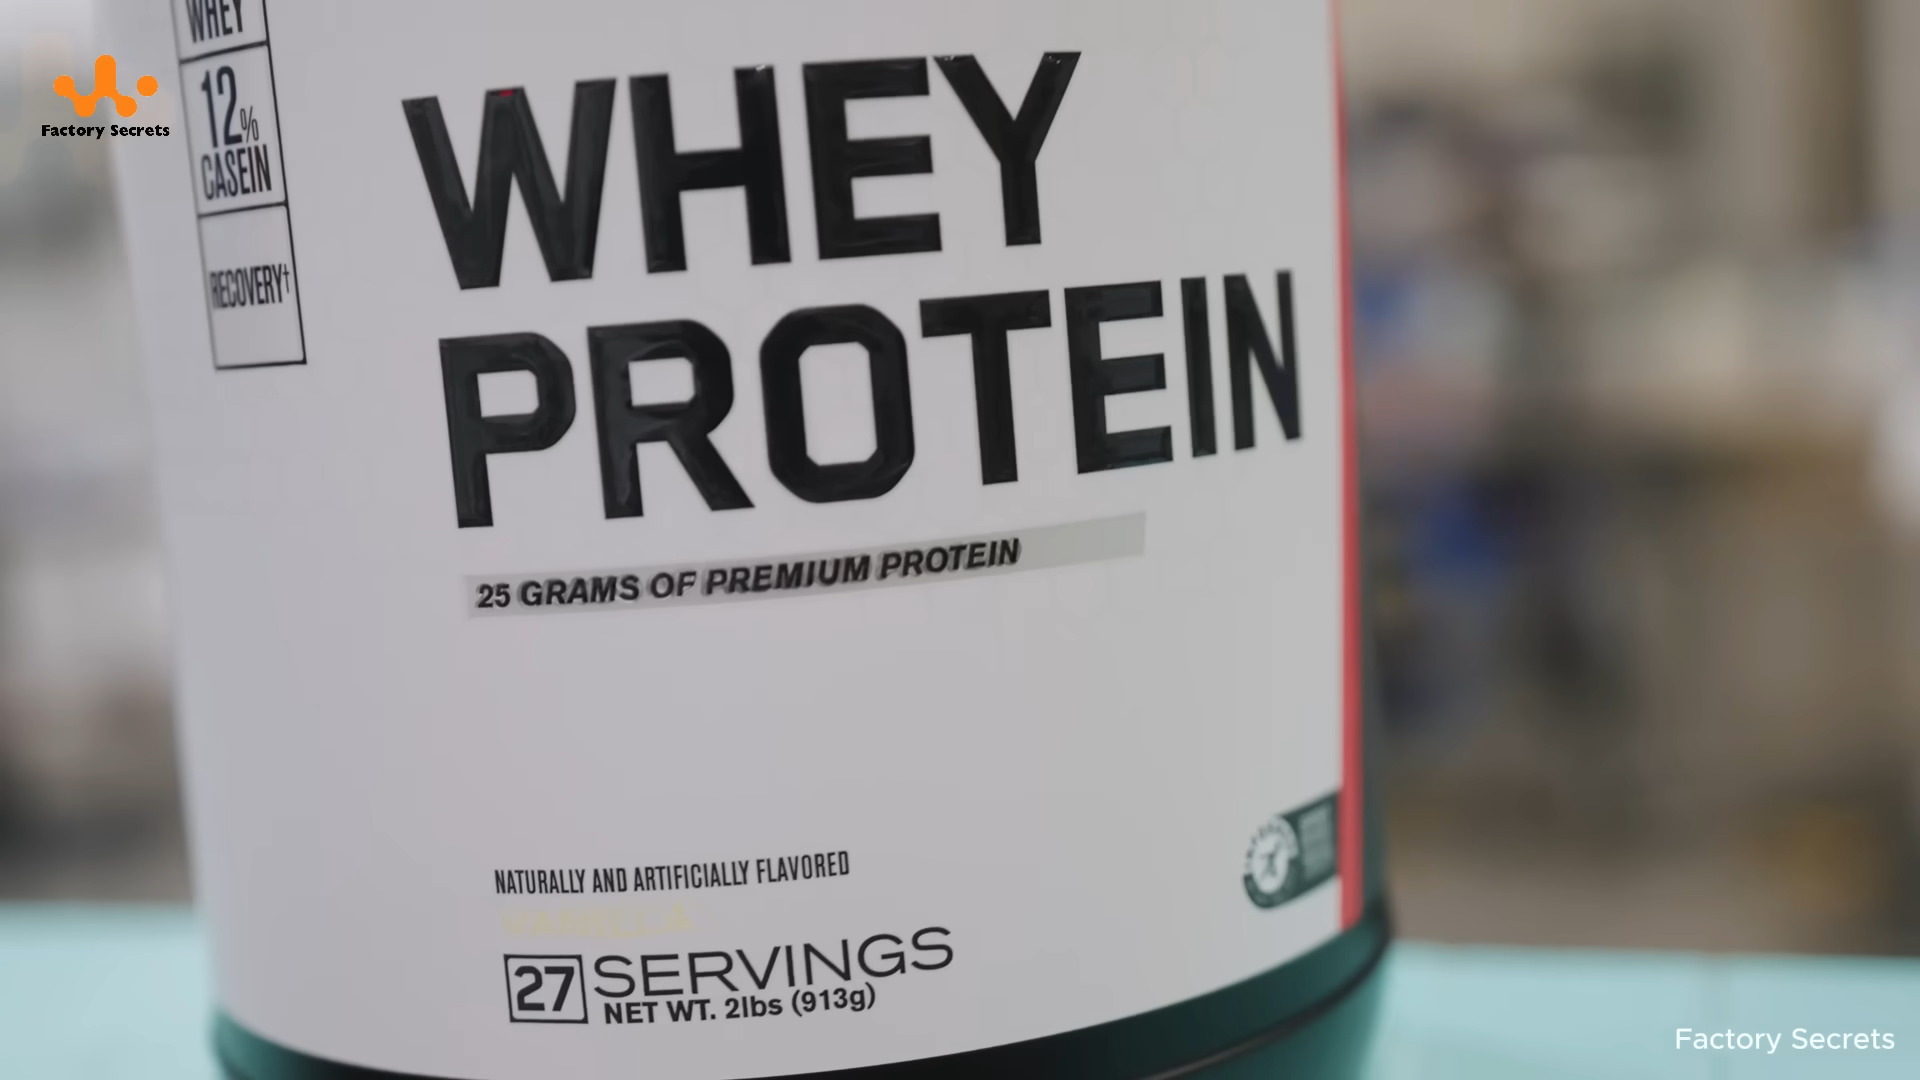 Factory Secrets
WHEY
12%
CASEIN
RECOVERY†
WHEY
PROTEIN
25 GRAMS OF PREMIUM PROTEIN
NATURALLY AND ARTIFICIALLY FLAVORED
VANILLA
27 SERVINGS
NET WT. 2lbs (913g)
Factory Secrets